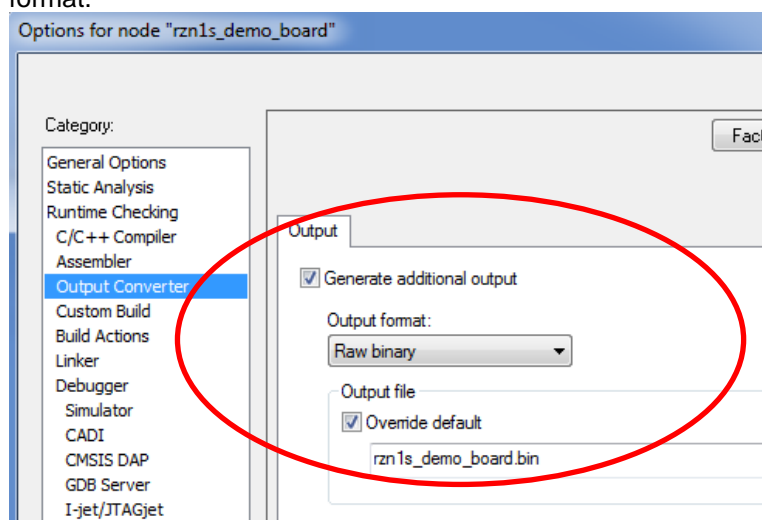 format.
Options for node "rzn1s_demo_board"
Category:
General Options
Static Analysis
Runtime Checking
C/C++ Compiler
Assembler
Output Converter
Custom Build
Build Actions
Linker
Debugger
Simulator
CADI
CMSIS DAP
GDB Server
I-jet/JTAGjet
Fact
Output
Generate additional output
Output format:
Raw binary
Output file
Override default
rzn1s_demo_board.bin